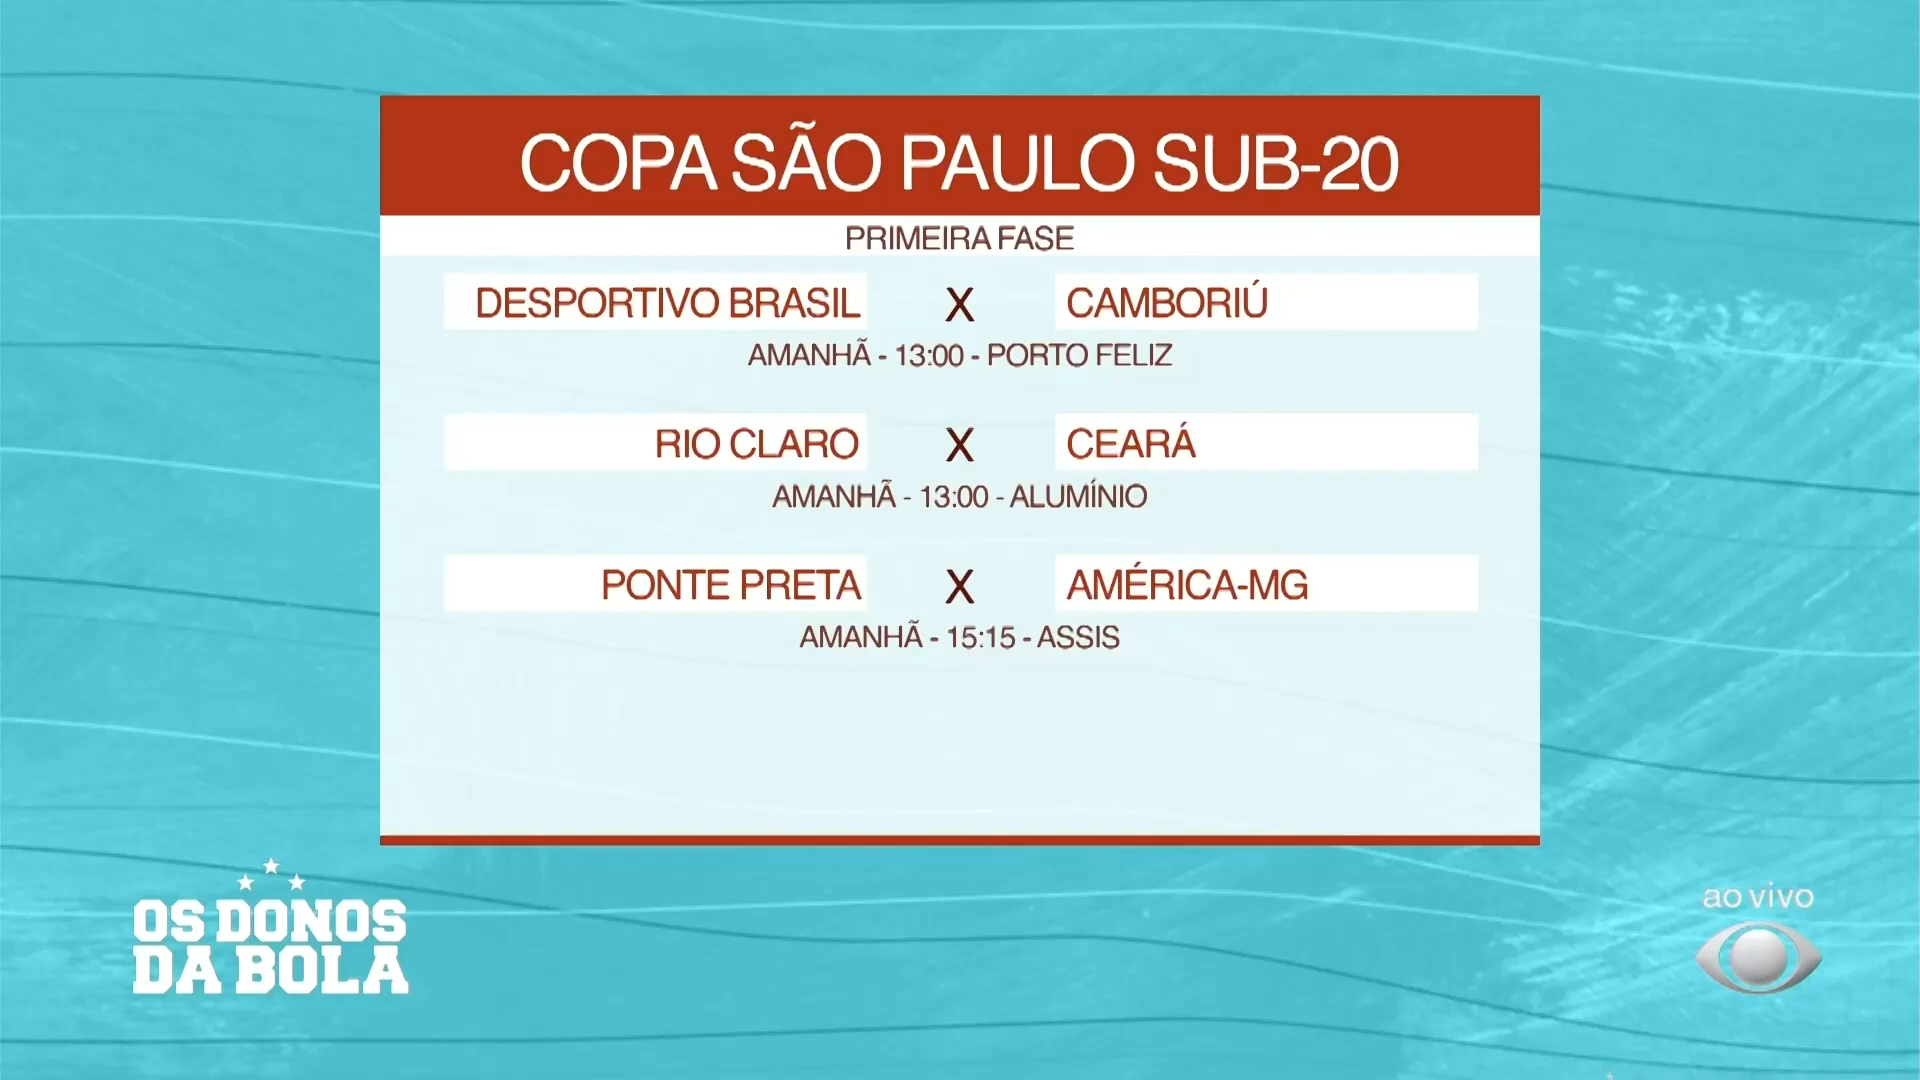 COPA SÃO PAULO SUB-20
PRIMEIRA FASE
DESPORTIVO BRASIL X CAMBORIÚ
AMANHÃ - 13:00 - PORTO FELIZ
RIO CLARO X CEARÁ
AMANHÃ - 13:00 - ALUMÍNIO
PONTE PRETA X AMÉRICA-MG
AMANHÃ - 15:15 - ASSIS
OS DONOS
DA BOLA
ao vivo